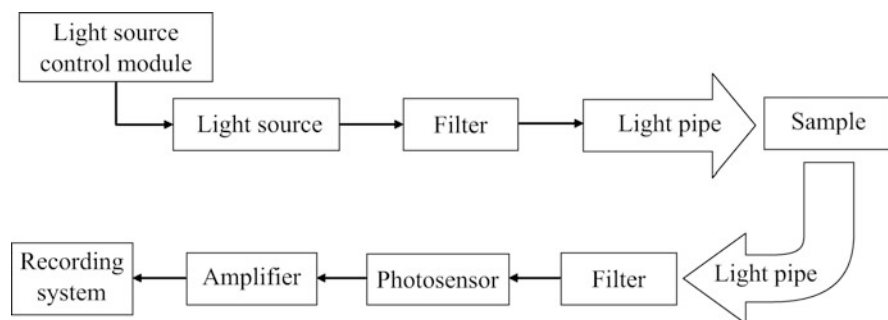 Light source
control module
Light source
Filter
Light pipe
Sample
Light pipe
Filter
Photosensor
Amplifier
Recording
system